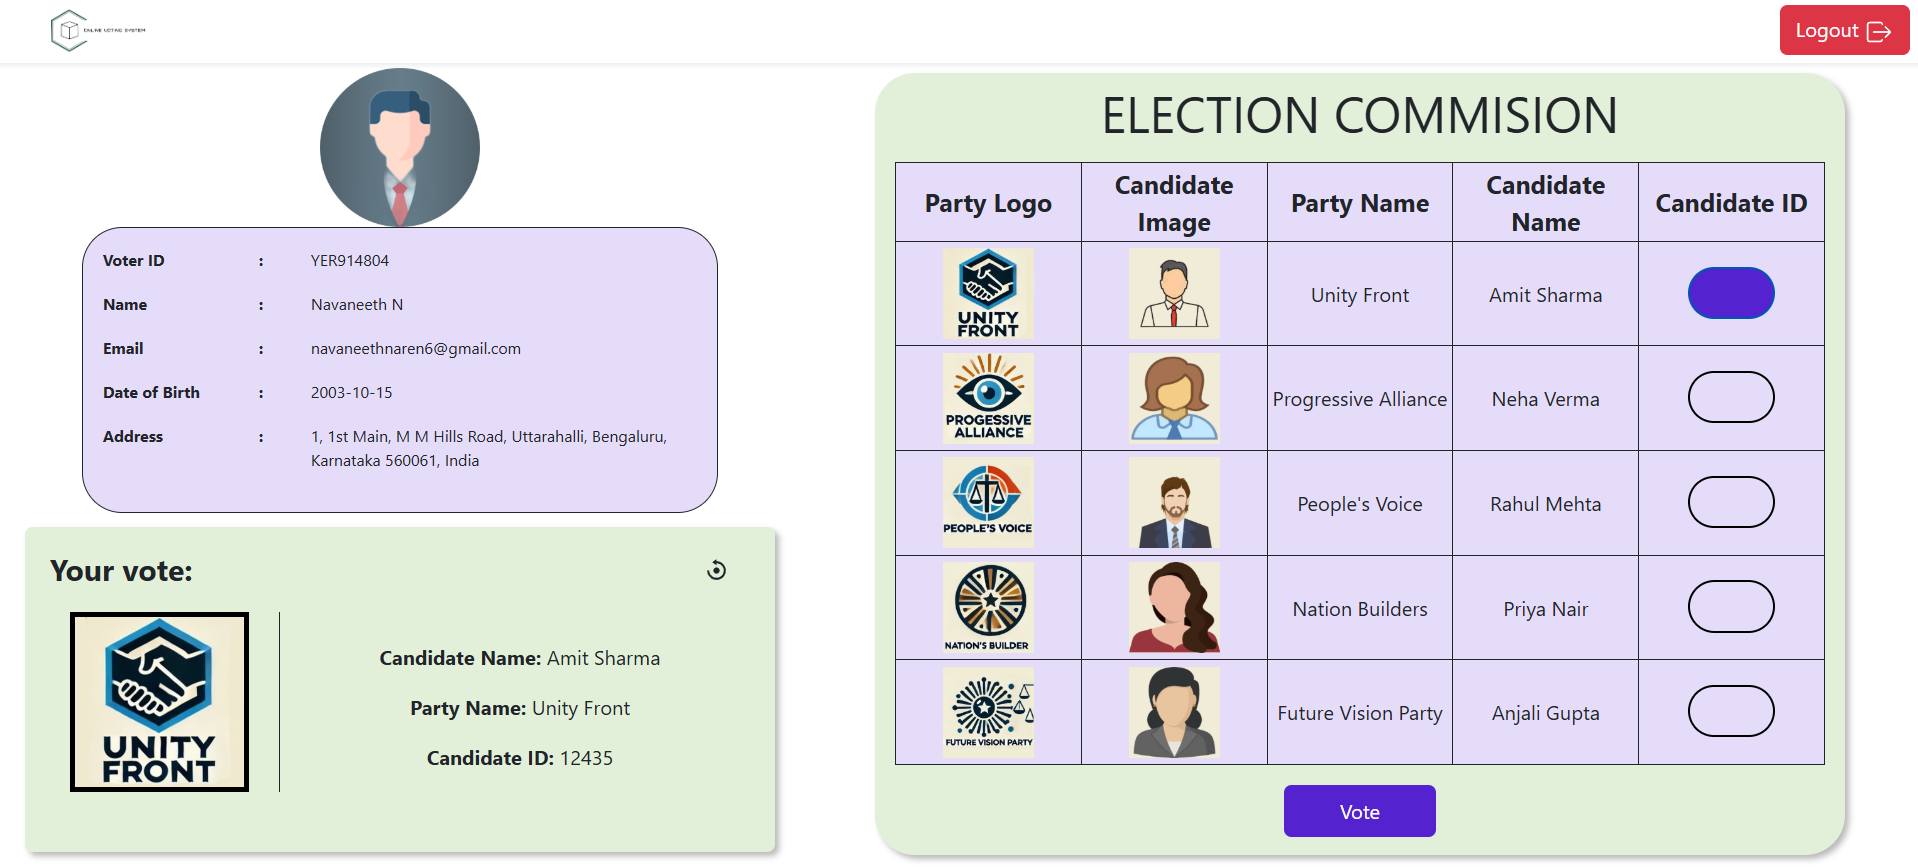 ONLINE VOTING SYSTEM
Logout
Voter ID : YER914804
Name : Navaneeth N
Email : navaneethnaren6@gmail.com
Date of Birth : 2003-10-15
Address : 1, 1st Main, M M Hills Road, Uttarahalli, Bengaluru,
Karnataka 560061, India
Your vote:
UNITY
FRONT
Candidate Name: Amit Sharma
Party Name: Unity Front
Candidate ID: 12435
ELECTION COMMISION
Party Logo Candidate Image Party Name Candidate Name Candidate ID
UNITY
FRONT
Unity Front Amit Sharma
PROGESSIVE
ALLIANCE
Progressive Alliance Neha Verma
PEOPLE'S VOICE
People's Voice Rahul Mehta
NATION'S BUILDER
Nation Builders Priya Nair
FUTURE VISION PARTY
Future Vision Party Anjali Gupta
Vote